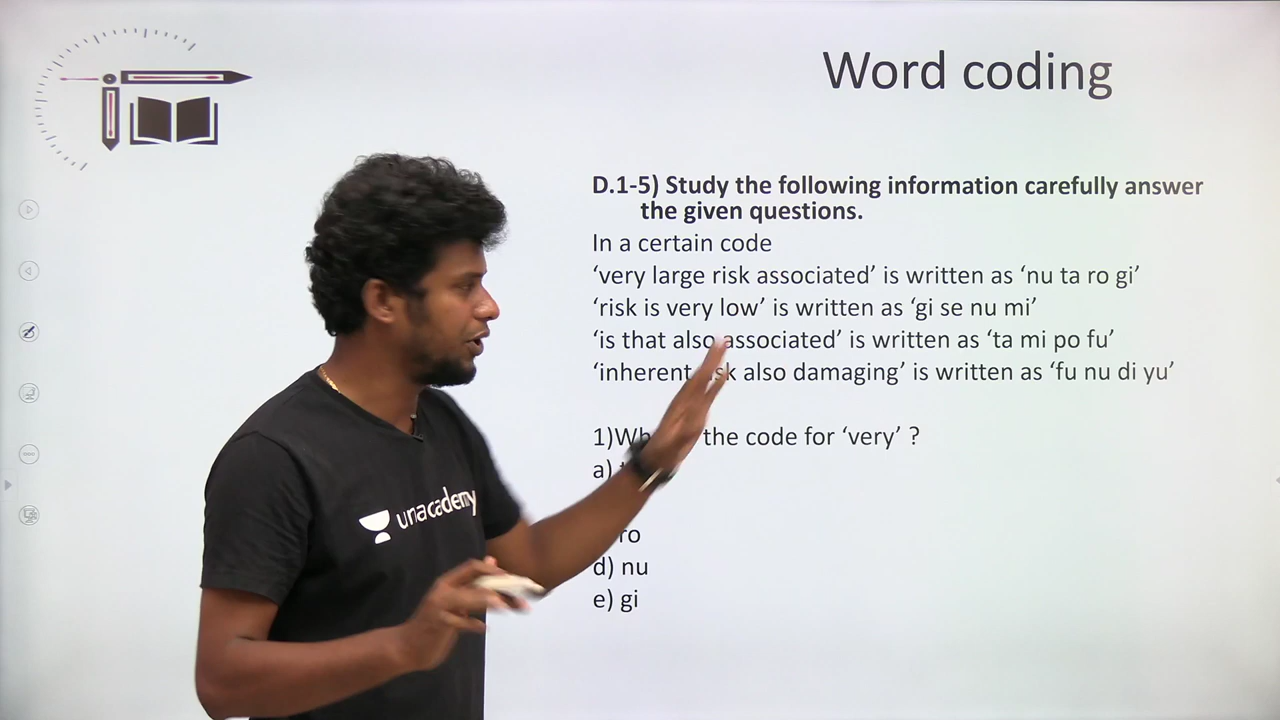 Word coding
D.1-5) Study the following information carefully answer
the given questions.
In a certain code
‘very large risk associated’ is written as ‘nu ta ro gi’
‘risk is very low’ is written as ‘gi se nu mi’
‘is that also associated’ is written as ‘ta mi po fu’
‘inherent also damaging’ is written as ‘fu nu di yu’
1) the code for ‘very’ ?
a)
ro
d) nu
e) gi
unacademy